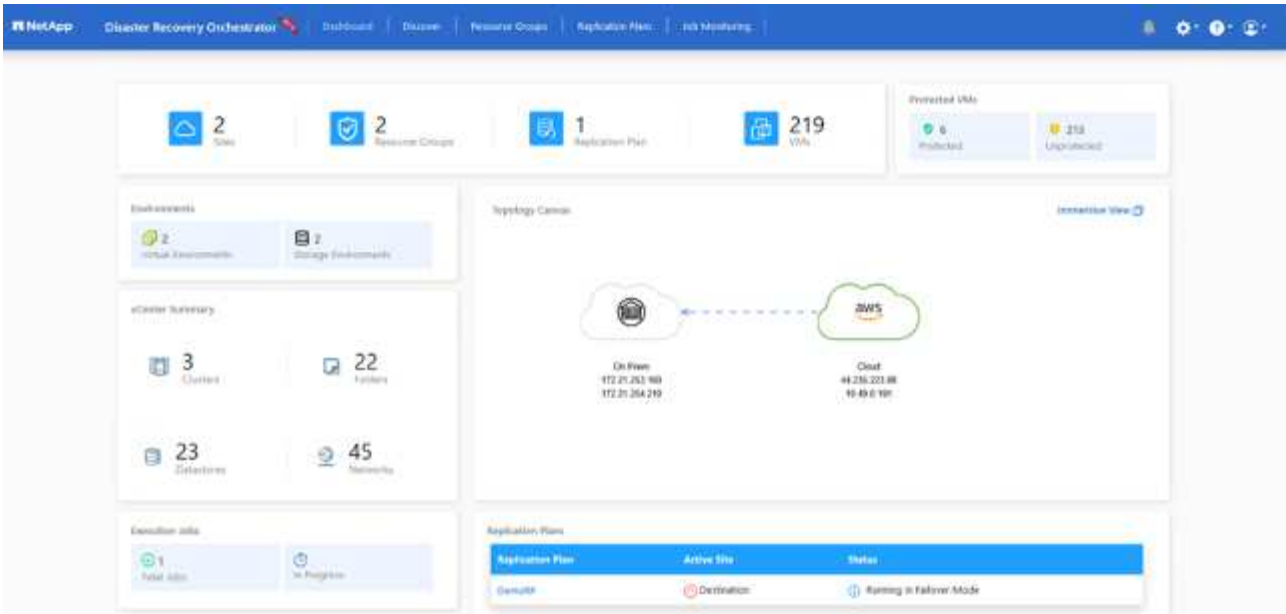 NetApp Disaster Recovery Orchestrator Dashboard Discover Resource Groups Replication Plans Job Monitoring
2
Sites
2
Resource Groups
1
Replication Plan
219
VMs
Protected VMs
6
Protected
213
Unprotected
Environments
2
Virtual Environments
2
Storage Environments
Topology Canvas
Immersion View
vCenter Summary
3
Clusters
22
Folders
23
Datastores
45
Networks
aws
On Prem
Cloud
Execution Jobs
1
Total Jobs
In Progress
Replication Plans
Replication Plan Active Site Status
DemoRP Destination Running In Failover Mode